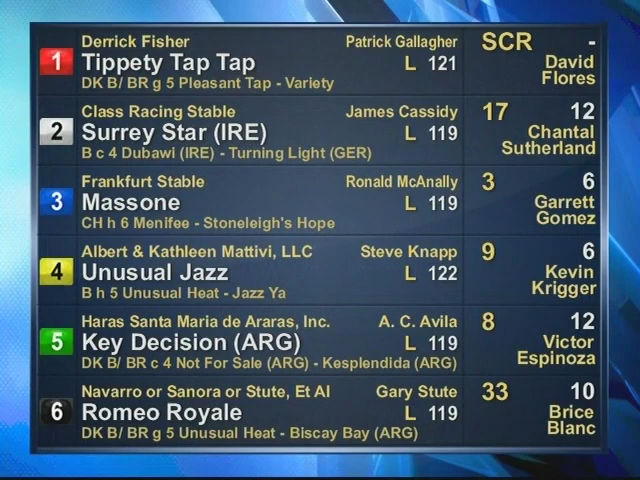 1 Derrick Fisher Patrick Gallagher SCR -
Tippety Tap Tap L 121 David
DK B/ BR g 5 Pleasant Tap - Variety Flores
2 Class Racing Stable James Cassidy 17 12
Surrey Star (IRE) L 119 Chantal
B c 4 Dubawi (IRE) - Turning Light (GER) Sutherland
3 Frankfurt Stable Ronald McAnally 3 6
Massone L 119 Garrett
CH h 6 Menifee - Stoneleigh's Hope Gomez
4 Albert & Kathleen Mattivi, LLC Steve Knapp 9 6
Unusual Jazz L 122 Kevin
B h 5 Unusual Heat - Jazz Ya Krigger
5 Haras Santa Maria de Araras, Inc. A. C. Avila 8 12
Key Decision (ARG) L 119 Victor
DK B/ BR c 4 Not For Sale (ARG) - Kesplendida (ARG) Espinoza
6 Navarro or Sanora or Stute, Et Al Gary Stute 33 10
Romeo Royale L 119 Brice
DK B/ BR g 5 Unusual Heat - Biscay Bay (ARG) Blanc